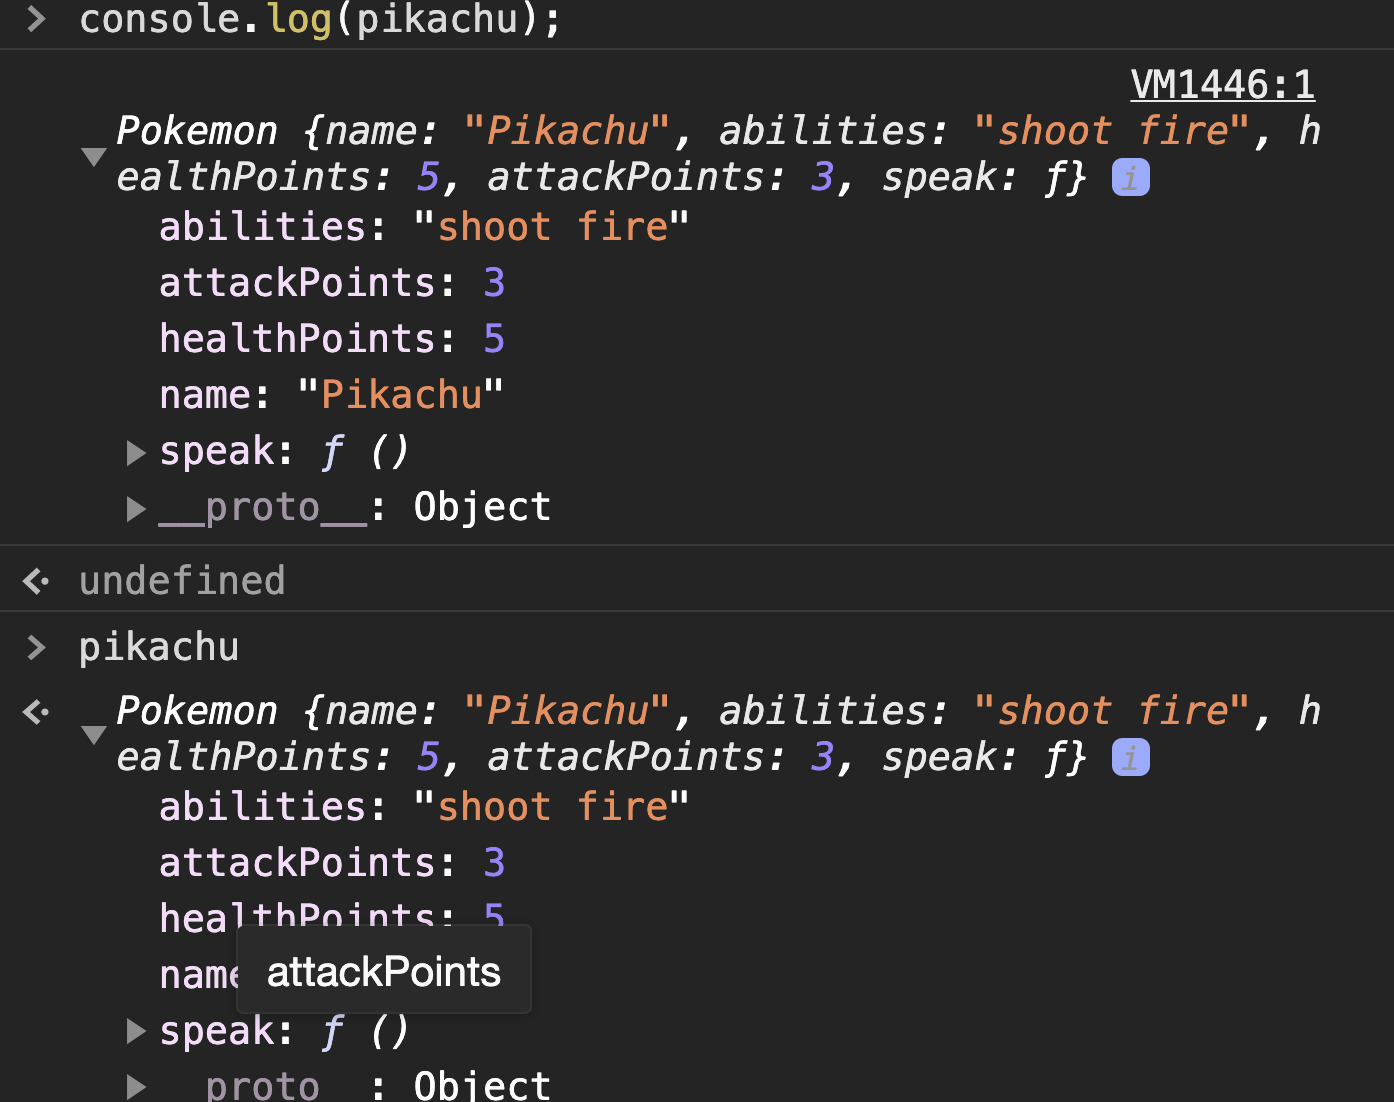 > console.log(pikachu);
VM1446:1
▼ Pokemon {name: "Pikachu", abilities: "shoot fire", h
ealthPoints: 5, attackPoints: 3, speak: ƒ} i
abilities: "shoot fire"
attackPoints: 3
healthPoints: 5
name: "Pikachu"
▶ speak: ƒ ()
▶ __proto__: Object
undefined
> pikachu
▼ Pokemon {name: "Pikachu", abilities: "shoot fire", h
ealthPoints: 5, attackPoints: 3, speak: ƒ} i
abilities: "shoot fire"
attackPoints: 3
healthPoints: 5
name
attackPoints
▶ speak: ƒ ()
▶ __proto__: Object